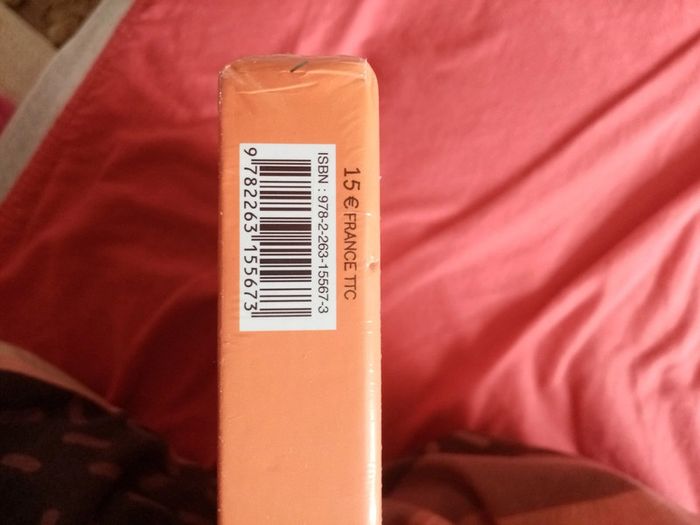 15 € FRANCE TTC
ISBN : 978-2-263-15567-3
9 782263 155673